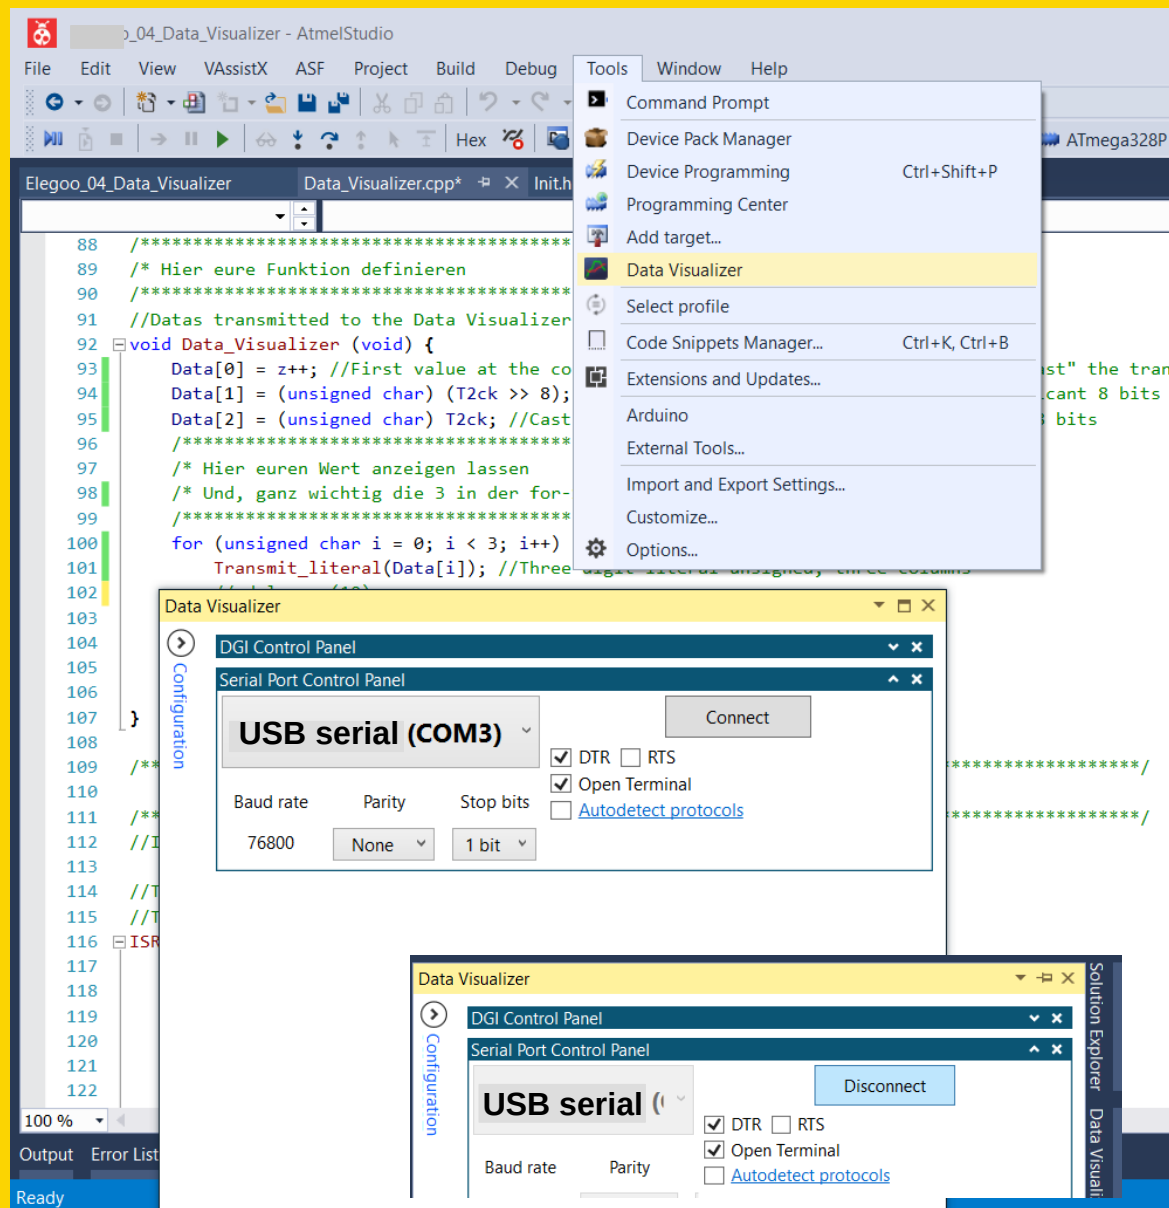 o_04_Data_Visualizer - AtmelStudio
File Edit View VAssistX ASF Project Build Debug Tools Window Help
Hex
ATmega328P
Command Prompt
Device Pack Manager
Device Programming Ctrl+Shift+P
Programming Center
Add target...
Data Visualizer
Select profile
Code Snippets Manager... Ctrl+K, Ctrl+B
Extensions and Updates...
Arduino
External Tools...
Import and Export Settings...
Customize...
Options...
Elegoo_04_Data_Visualizer Data_Visualizer.cpp* Init.h
88 /*****************************************
89 /* Hier eure Funktion definieren
90 /*****************************************
91 //Datas transmitted to the Data Visualizer
92 void Data_Visualizer (void) {
93 Data[0] = z++; //First value at the co ast" the tran
94 Data[1] = (unsigned char) (T2ck >> 8); cant 8 bits
95 Data[2] = (unsigned char) T2ck; //Cast bits
96 /*************************************
97 /* Hier euren Wert anzeigen lassen
98 /* Und, ganz wichtig die 3 in der for-
99 /*************************************
100 for (unsigned char i = 0; i < 3; i++)
101 Transmit_literal(Data[i]); //Three digit literal unsigned, three columns
102
103
104
105
106
107 }
108
109 /** ******************/
110
111 /** ******************/
112 //I
113
114 //T
115 //T
116 ISR
117
118
119
120
121
122
100 %
Output Error List
Ready
Data Visualizer
Configuration
DGI Control Panel
Serial Port Control Panel
USB serial (COM3)
Connect
DTR RTS
Open Terminal
Autodetect protocols
Baud rate Parity Stop bits
76800 None 1 bit
Data Visualizer
Configuration
DGI Control Panel
Serial Port Control Panel
USB serial (
Disconnect
DTR RTS
Open Terminal
Autodetect protocols
Baud rate Parity
Solution Explorer
Data Visuali